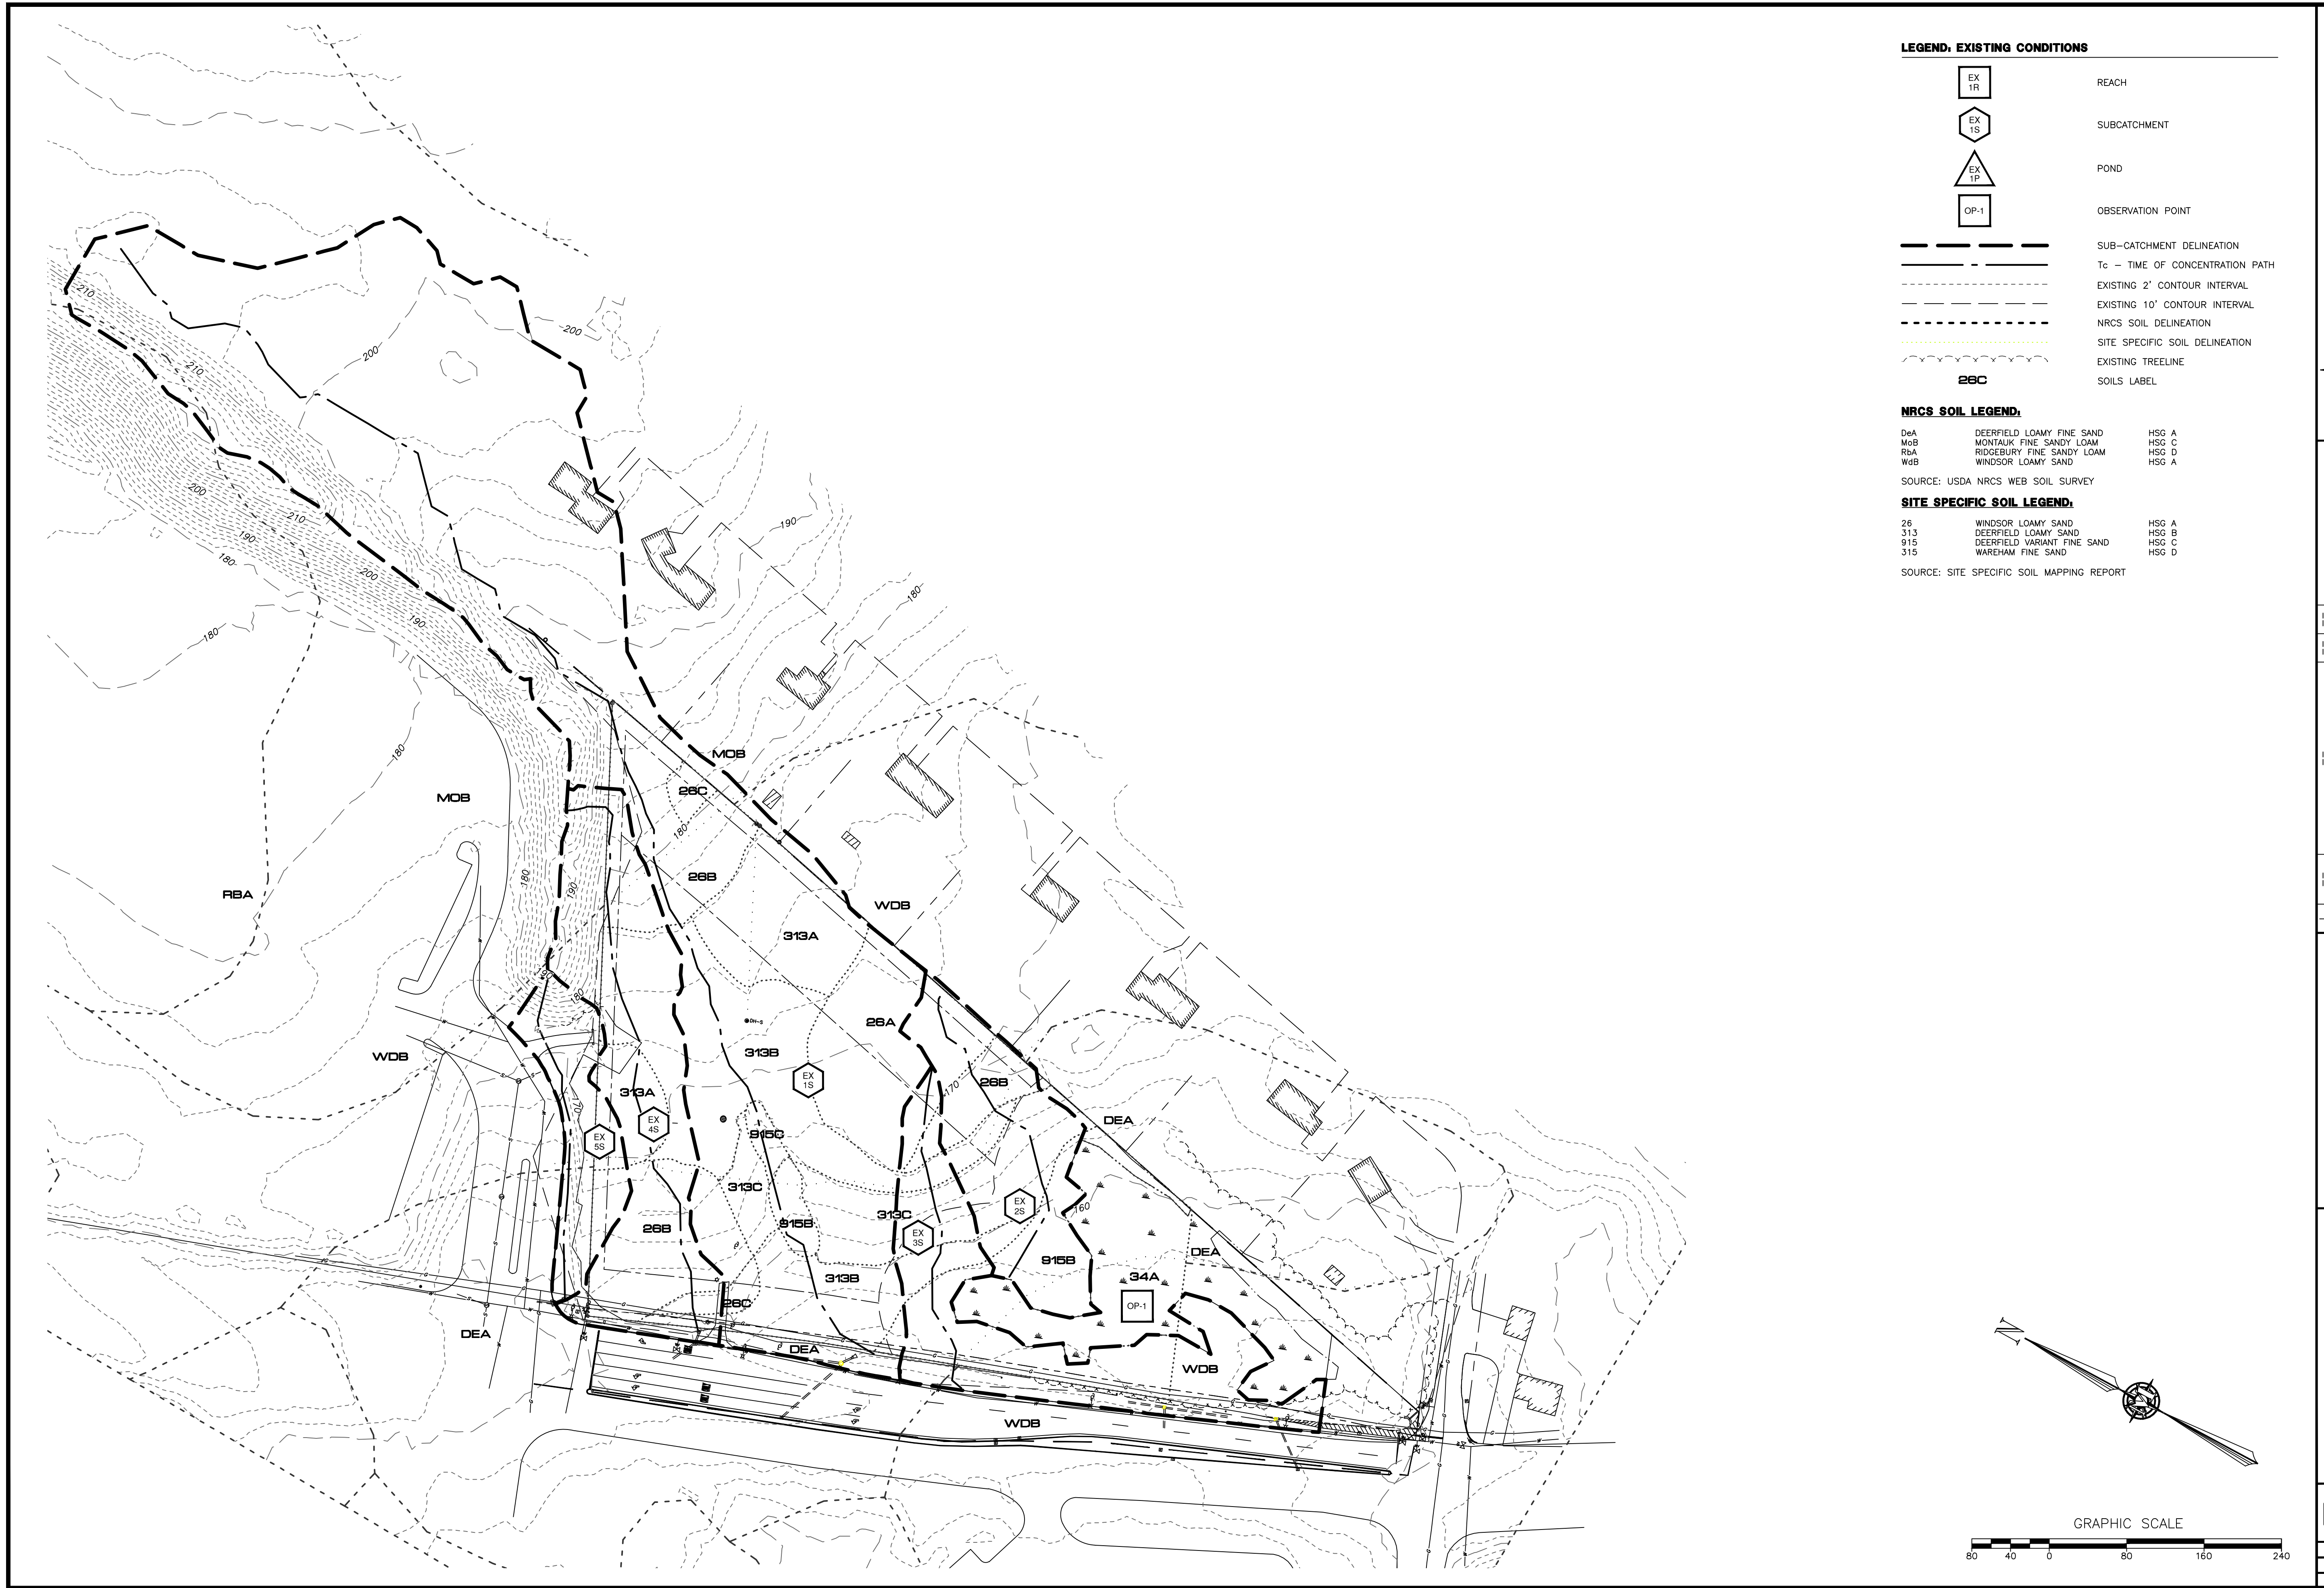 LEGEND: EXISTING CONDITIONS
EX
1R
REACH
EX
1S
SUBCATCHMENT
EX
1P
POND
OP-1
OBSERVATION POINT
SUB-CATCHMENT DELINEATION
Tc - TIME OF CONCENTRATION PATH
EXISTING 2' CONTOUR INTERVAL
EXISTING 10' CONTOUR INTERVAL
NRCS SOIL DELINEATION
SITE SPECIFIC SOIL DELINEATION
EXISTING TREELINE
26C SOILS LABEL
NRCS SOIL LEGEND:
DeA DEERFIELD LOAMY FINE SAND HSG A
MoB MONTAUK FINE SANDY LOAM HSG C
RbA RIDGEBURY FINE SANDY LOAM HSG D
WdB WINDSOR LOAMY SAND HSG A
SOURCE: USDA NRCS WEB SOIL SURVEY
SITE SPECIFIC SOIL LEGEND:
26 WINDSOR LOAMY SAND HSG A
313 DEERFIELD LOAMY SAND HSG B
915 DEERFIELD VARIANT FINE SAND HSG C
315 WAREHAM FINE SAND HSG D
SOURCE: SITE SPECIFIC SOIL MAPPING REPORT
210
200
200
210
200
210
190
190
180
200
180
190
180
MOB
180
26C
MOB
180
180
190
26B
RBA
WDB
313A
190
180
26A
WDB
313B
EX
1S
170
26B
313A
170
EX
4S
DEA
915C
EX
5S
313C
EX
2S
160
313C
915B
26B
EX
3S
DEA
915B
313B
34A
26C
OP-1
DEA
DEA
WDB
WDB
GRAPHIC SCALE
80 40 0 80 160 240